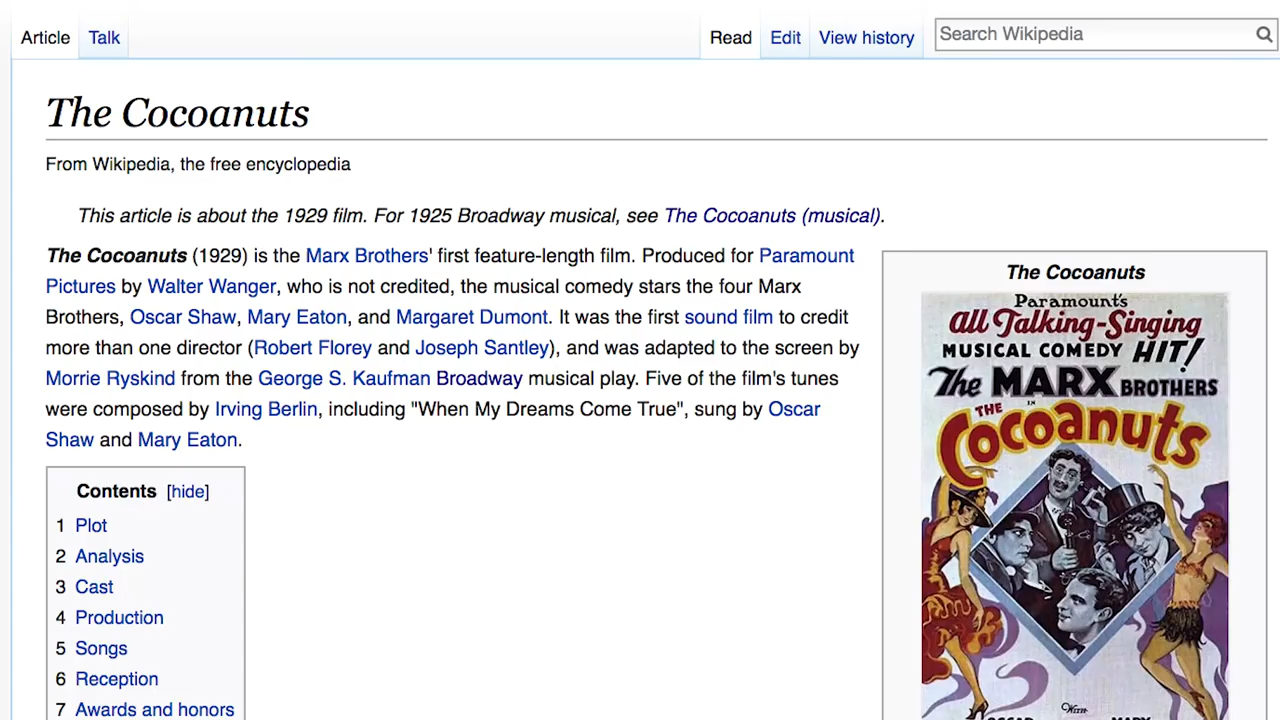 Article Talk Read Edit View history Search Wikipedia
The Cocoanuts
From Wikipedia, the free encyclopedia
This article is about the 1929 film. For 1925 Broadway musical, see The Cocoanuts (musical).
The Cocoanuts (1929) is the Marx Brothers' first feature-length film. Produced for Paramount
Pictures by Walter Wanger, who is not credited, the musical comedy stars the four Marx
Brothers, Oscar Shaw, Mary Eaton, and Margaret Dumont. It was the first sound film to credit
more than one director (Robert Florey and Joseph Santley), and was adapted to the screen by
Morrie Ryskind from the George S. Kaufman Broadway musical play. Five of the film's tunes
were composed by Irving Berlin, including "When My Dreams Come True", sung by Oscar
Shaw and Mary Eaton.
Contents [hide]
1 Plot
2 Analysis
3 Cast
4 Production
5 Songs
6 Reception
7 Awards and honors
The Cocoanuts
Paramount's
All Talking-Singing
MUSICAL COMEDY HIT!
The MARX BROTHERS
IN
THE
Cocoanuts
WITH
OSCAR MARY